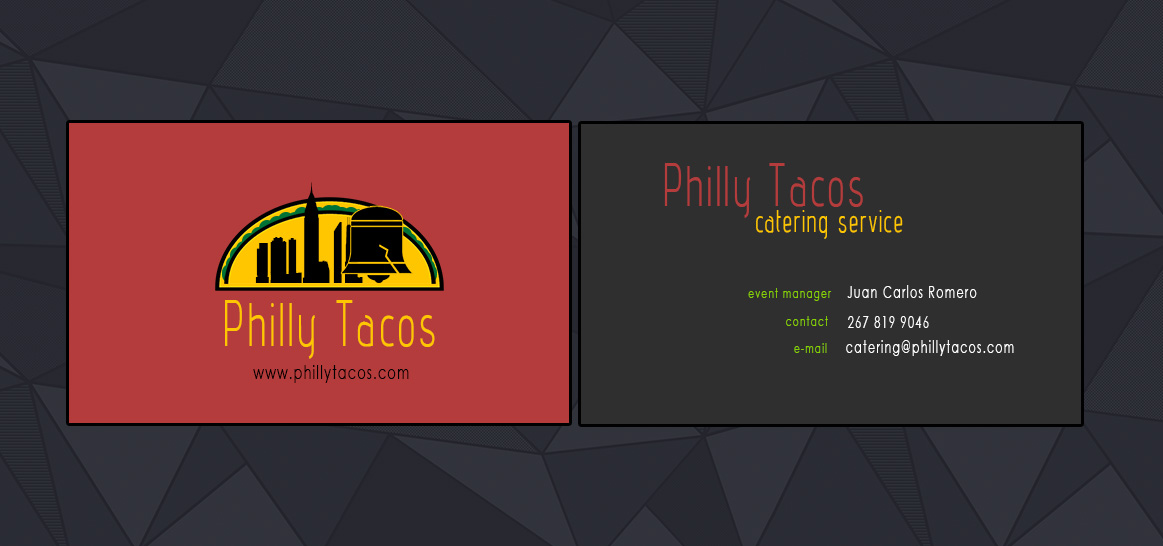 Philly Tacos
www.phillytacos.com
Philly Tacos
catering service
event manager Juan Carlos Romero
contact 267 819 9046
e-mail catering@phillytacos.com